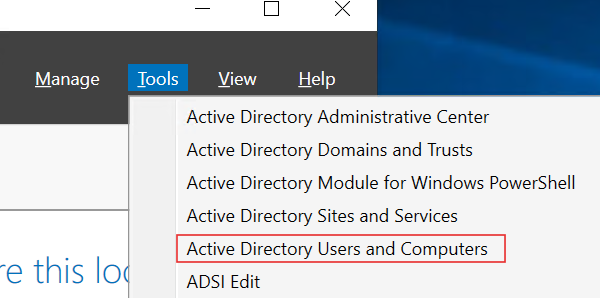 Manage Tools View Help
Active Directory Administrative Center
Active Directory Domains and Trusts
Active Directory Module for Windows PowerShell
Active Directory Sites and Services
Active Directory Users and Computers
re this loc
ADSI Edit